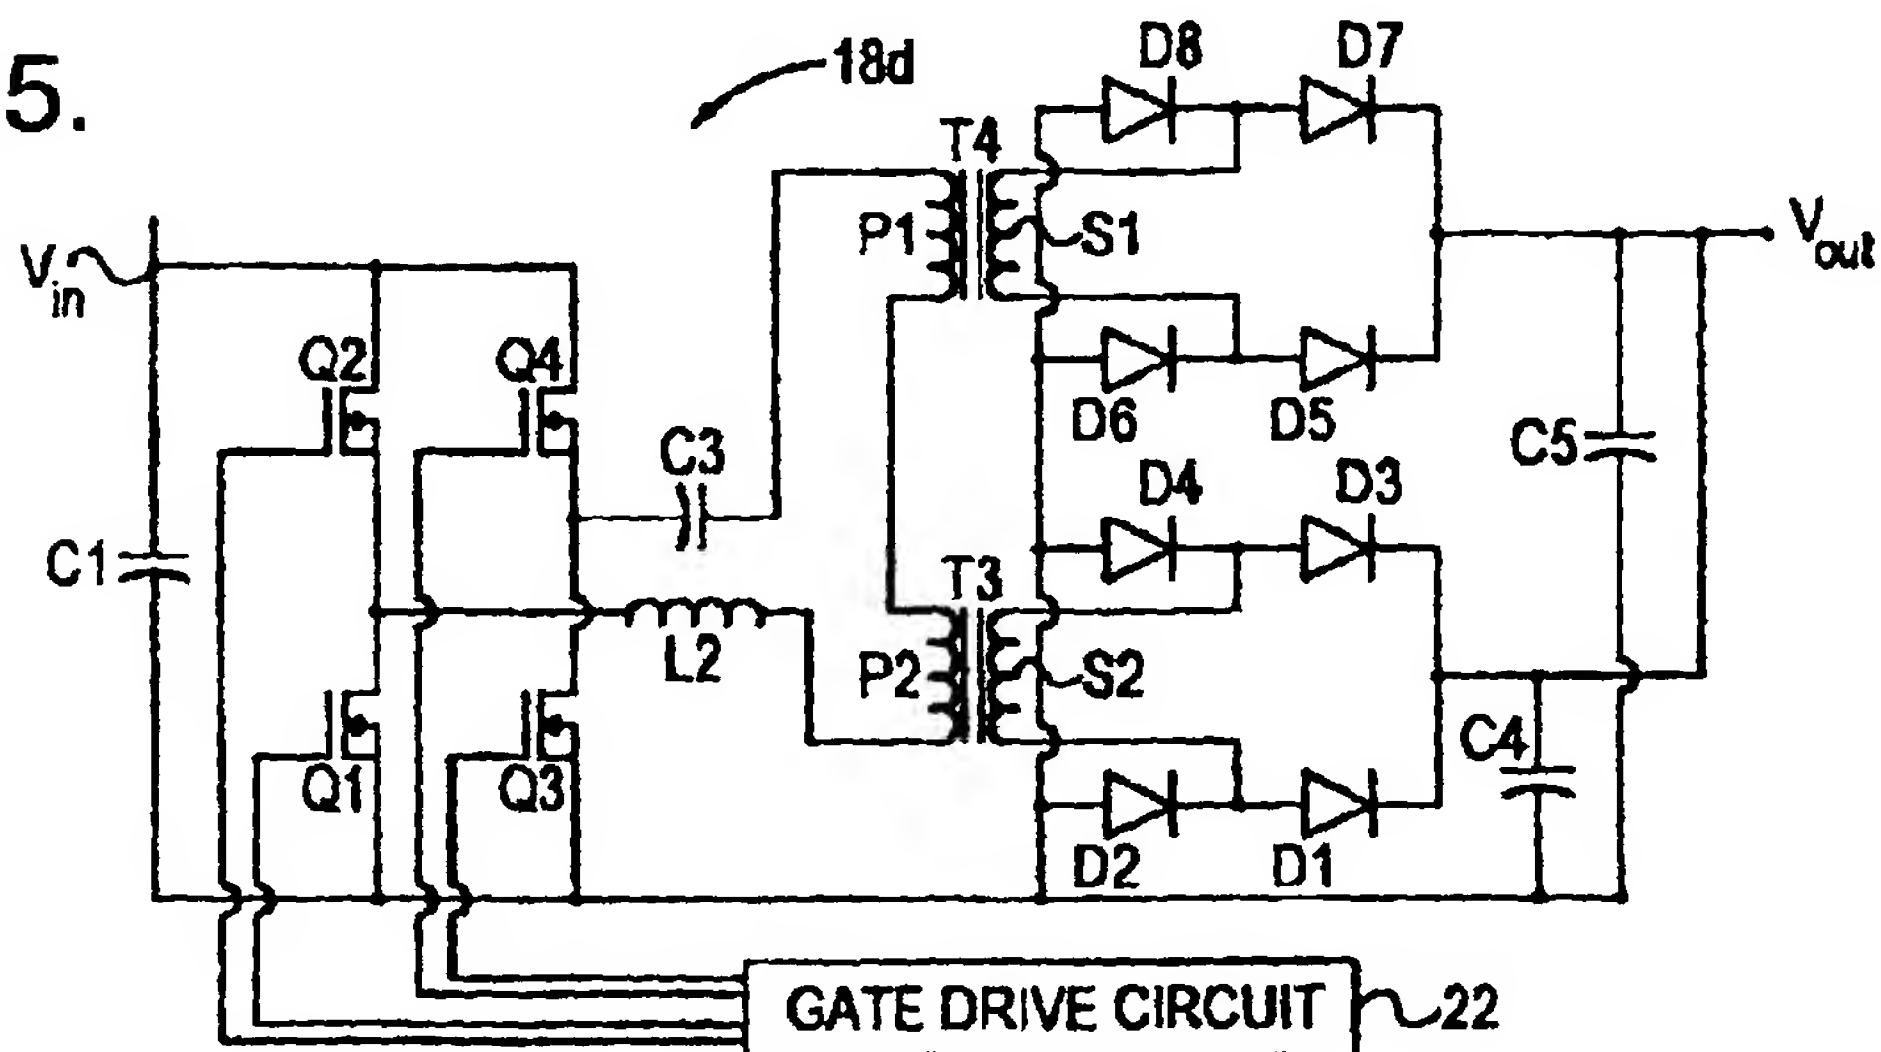 5.
18d
D8
D7
T4
P1
S1
Vin
Vout
Q2
Q4
D6
D5
C3
C5
D4
D3
C1
T3
L2
P2
S2
C4
Q1
Q3
D2
D1
GATE DRIVE CIRCUIT
22